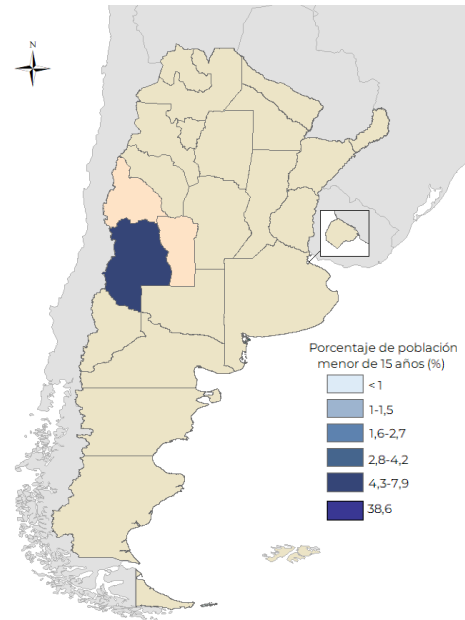 N
Porcentaje de población
menor de 15 años (%)
< 1
1-1,5
1,6-2,7
2,8-4,2
4,3-7,9
38,6